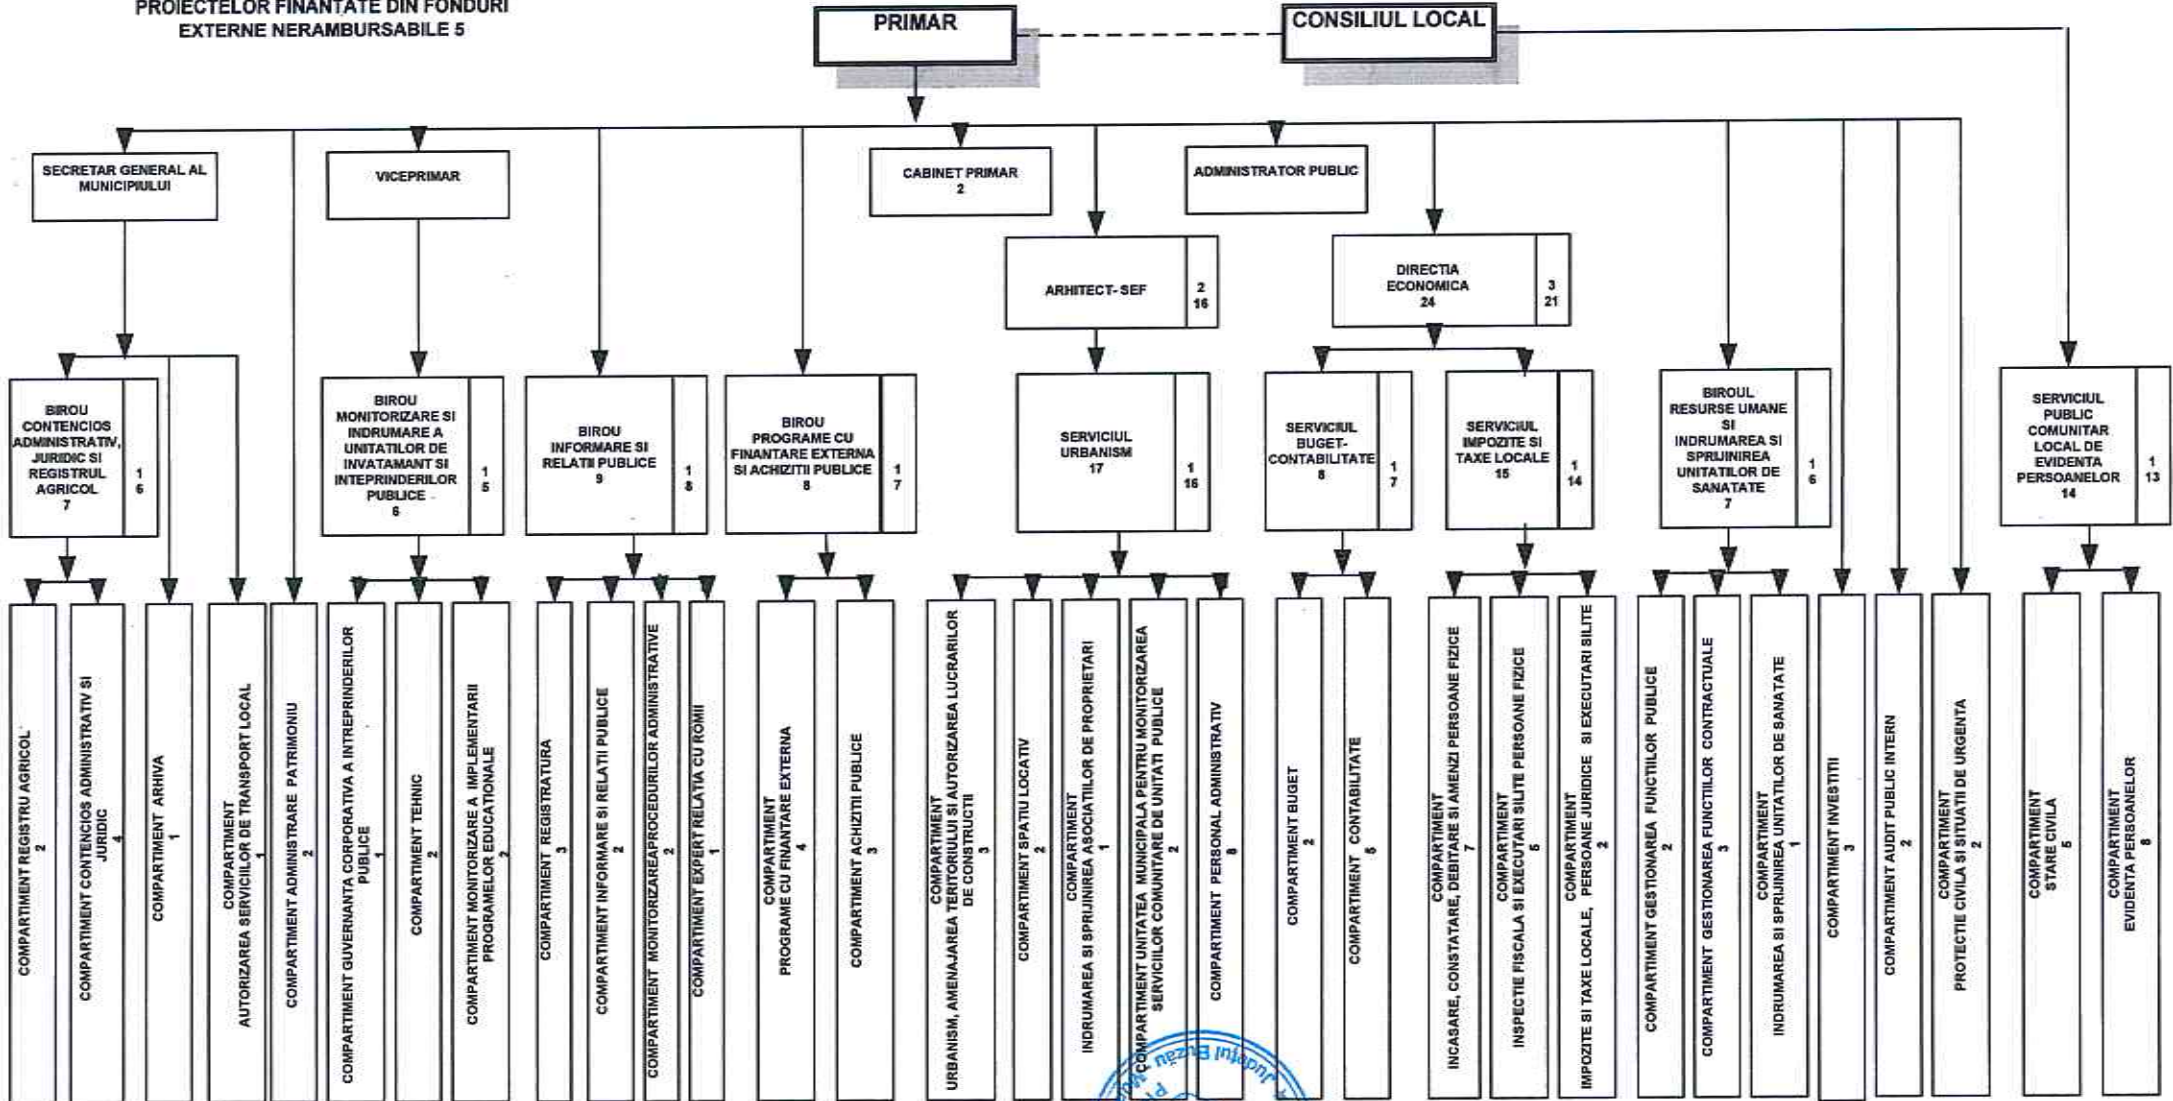 PROIECTELOR FINANȚATE DIN FONDURI
EXTERNE NERAMBURSABILE 5
PRIMAR
CONSILIUL LOCAL
SECRETAR GENERAL AL
MUNICIPIULUI
VICEPRIMAR
CABINET PRIMAR
2
ADMINISTRATOR PUBLIC
ARHITECT- SEF
2
16
DIRECTIA
ECONOMICA
24
3
21
BIROU
CONTENCIOS
ADMINISTRATIV,
JURIDIC SI
REGISTRUL
AGRICOL
7
1
6
BIROU
MONITORIZARE SI
INDRUMARE A
UNITATILOR DE
INVATAMANT SI
INTEPRINDERILOR
PUBLICE
6
1
5
BIROU
INFORMARE SI
RELATII PUBLICE
9
1
8
BIROU
PROGRAME CU
FINANTARE EXTERNA
SI ACHIZITII PUBLICE
8
1
7
SERVICIUL
URBANISM
17
1
16
SERVICIUL
BUGET-
CONTABILITATE
8
1
7
SERVICIUL
IMPOZITE SI
TAXE LOCALE
15
1
14
BIROUL
RESURSE UMANE
SI
INDRUMAREA SI
SPRIJINIREA
UNITATILOR DE
SANATATE
7
1
6
SERVICIUL
PUBLIC
COMUNITAR
LOCAL DE
EVIDENTA
PERSOANELOR
14
1
13
COMPARTIMENT REGISTRU AGRICOL
2
COMPARTIMENT CONTENCIOS ADMINISTRATIV SI
JURIDIC
4
COMPARTIMENT ARHIVA
1
COMPARTIMENT
AUTORIZAREA SERVICIILOR DE TRANSPORT LOCAL
1
COMPARTIMENT ADMINISTRARE PATRIMONIU
2
COMPARTIMENT GUVERNANTA CORPORATIVA A INTREPRINDERILOR
PUBLICE
1
COMPARTIMENT TEHNIC
2
COMPARTIMENT MONITORIZARE A IMPLEMENTARII
PROGRAMELOR EDUCATIONALE
2
COMPARTIMENT REGISTRATURA
3
COMPARTIMENT INFORMARE SI RELATII PUBLICE
2
COMPARTIMENT MONITORIZAREAPROCEDURILOR ADMINISTRATIVE
2
COMPARTIMENT EXPERT RELATIA CU ROMII
1
COMPARTIMENT
PROGRAME CU FINANTARE EXTERNA
4
COMPARTIMENT ACHIZITII PUBLICE
3
COMPARTIMENT
URBANISM, AMENAJAREA TERITORIULUI SI AUTORIZAREA LUCRARILOR
DE CONSTRUCTII
3
COMPARTIMENT SPATIU LOCATIV
2
COMPARTIMENT
INDRUMAREA SI SPRIJINIREA ASOCIATIILOR DE PROPRIETARI
1
COMPARTIMENT UNITATEA MUNICIPALA PENTRU MONITORIZAREA
SERVICIILOR COMUNITARE DE UNITATI PUBLICE
2
COMPARTIMENT PERSONAL ADMINISTRATIV
8
COMPARTIMENT BUGET
2
COMPARTIMENT CONTABILITATE
5
COMPARTIMENT
INCASARE, CONSTATARE, DEBITARE SI AMENZI PERSOANE FIZICE
7
COMPARTIMENT
INSPECTIE FISCALA SI EXECUTARI SILITE PERSOANE FIZICE
5
COMPARTIMENT
IMPOZITE SI TAXE LOCALE, PERSOANE JURIDICE SI EXECUTARI SILITE
2
COMPARTIMENT GESTIONAREA FUNCTIILOR PUBLICE
2
COMPARTIMENT GESTIONAREA FUNCTIILOR CONTRACTUALE
3
COMPARTIMENT
INDRUMAREA SI SPRIJINIREA UNITATILOR DE SANATATE
1
COMPARTIMENT INVESTITII
3
COMPARTIMENT AUDIT PUBLIC INTERN
2
COMPARTIMENT
PROTECTIE CIVILA SI SITUATII DE URGENTA
2
COMPARTIMENT
STARE CIVILA
5
COMPARTIMENT
EVIDENTA PERSOANELOR
8
Județul Buzău